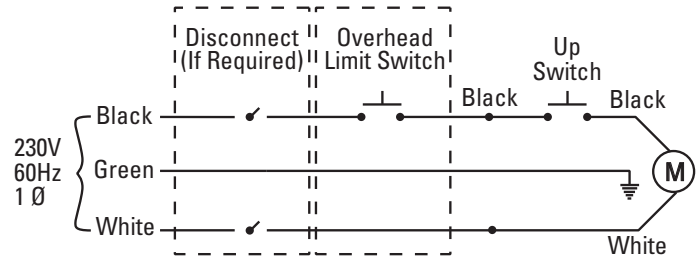 Disconnect
(If Required)
Overhead
Limit Switch
Up
Switch
Black
Black
Black
230V
60Hz
1 Ø
Green
M
White
White